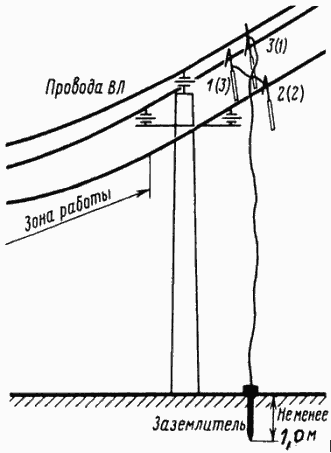 3(1)
Провода ВЛ
1(3)
2(2)
Зона работы
Заземлитель
Не менее
1,0 м